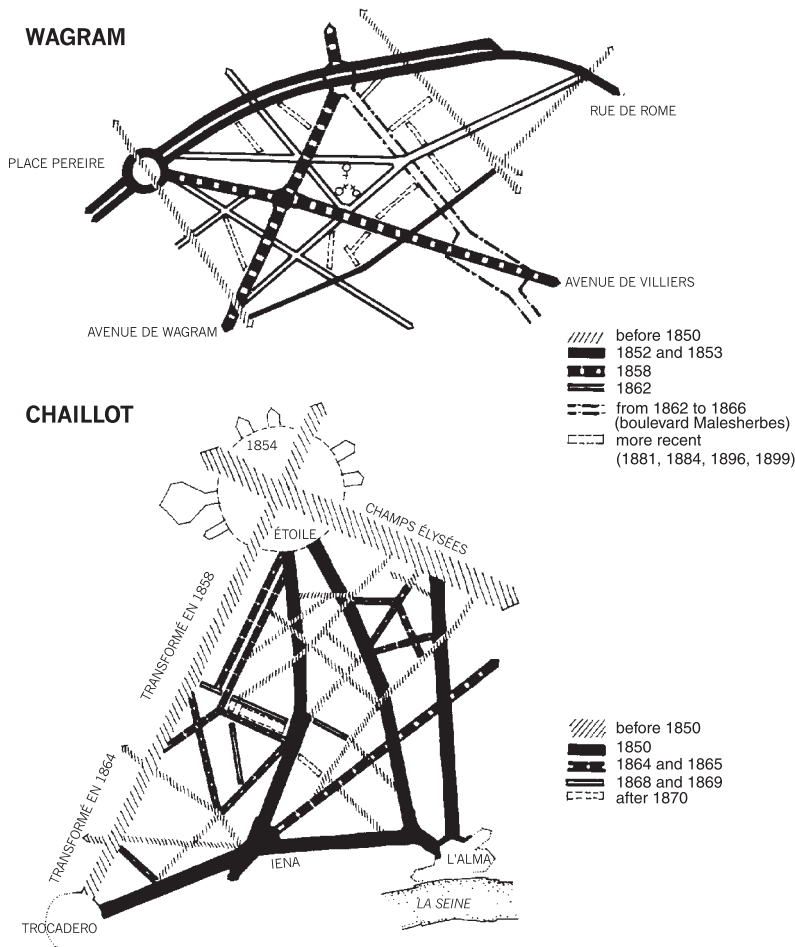 WAGRAM
RUE DE ROME
PLACE PEREIRE
AVENUE DE VILLIERS
AVENUE DE WAGRAM
before 1850
1852 and 1853
1858
1862
from 1862 to 1866
(boulevard Malesherbes)
more recent
(1881, 1884, 1896, 1899)
CHAILLOT
1854
CHAMPS ÉLYSÉES
ÉTOILE
TRANSFORMÉ EN 1858
TRANSFORMÉ EN 1864
before 1850
1850
1864 and 1865
1868 and 1869
after 1870
IENA
L'ALMA
LA SEINE
TROCADERO